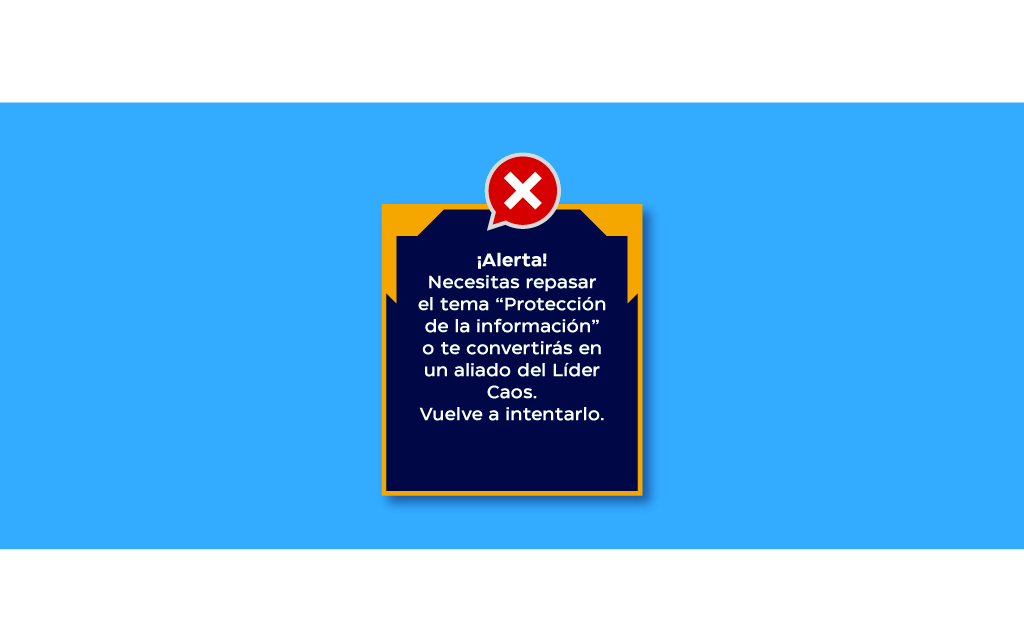 ¡Alerta!
Necesitas repasar
el tema “Protección
de la información”
o te convertirás en
un aliado del Líder
Caos.
Vuelve a intentarlo.